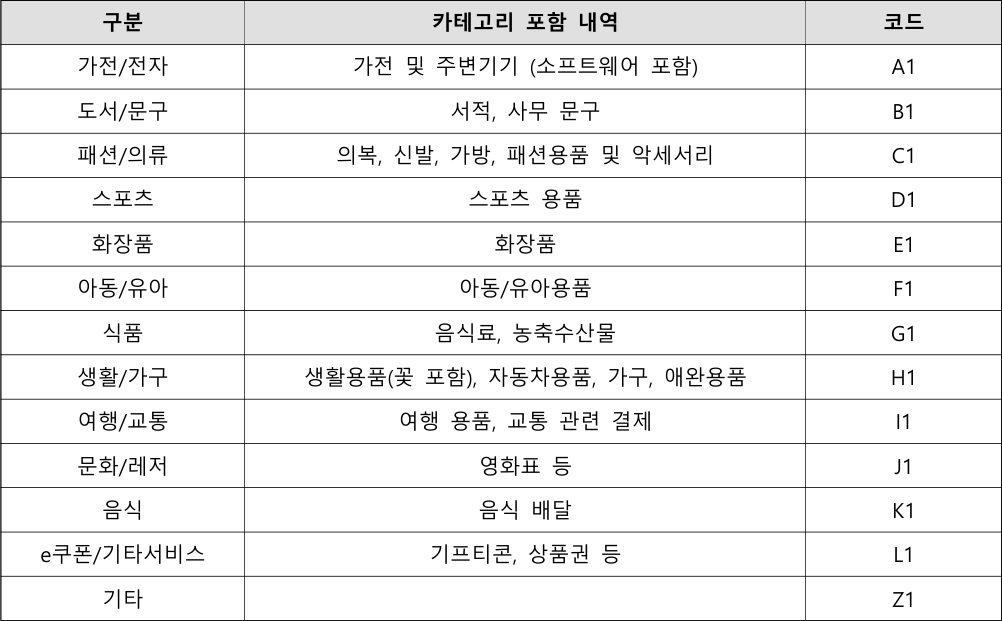 구분 카테고리 포함 내역 코드
가전/전자 가전 및 주변기기 (소프트웨어 포함) A1
도서/문구 서적, 사무 문구 B1
패션/의류 의복, 신발, 가방, 패션용품 및 악세서리 C1
스포츠 스포츠 용품 D1
화장품 화장품 E1
아동/유아 아동/유아용품 F1
식품 음식료, 농축수산물 G1
생활/가구 생활용품(꽃 포함), 자동차용품, 가구, 애완용품 H1
여행/교통 여행 용품, 교통 관련 결제 I1
문화/레저 영화표 등 J1
음식 음식 배달 K1
e쿠폰/기타서비스 기프티콘, 상품권 등 L1
기타 Z1